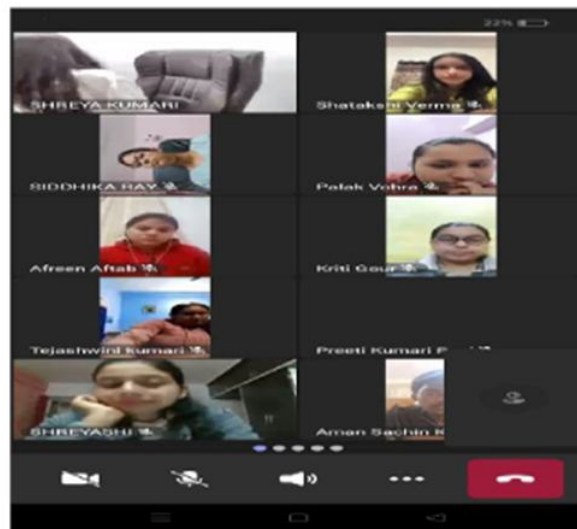 22%
SHREYA KUMARI
Shatakshi Verma
SIDDHIKA RAY
Palak Vohra
Afreen Aftab
Kriti Gour
Tejashwini kumari
Preeti Kumari P
SHREYASHI
Aman Sachin K